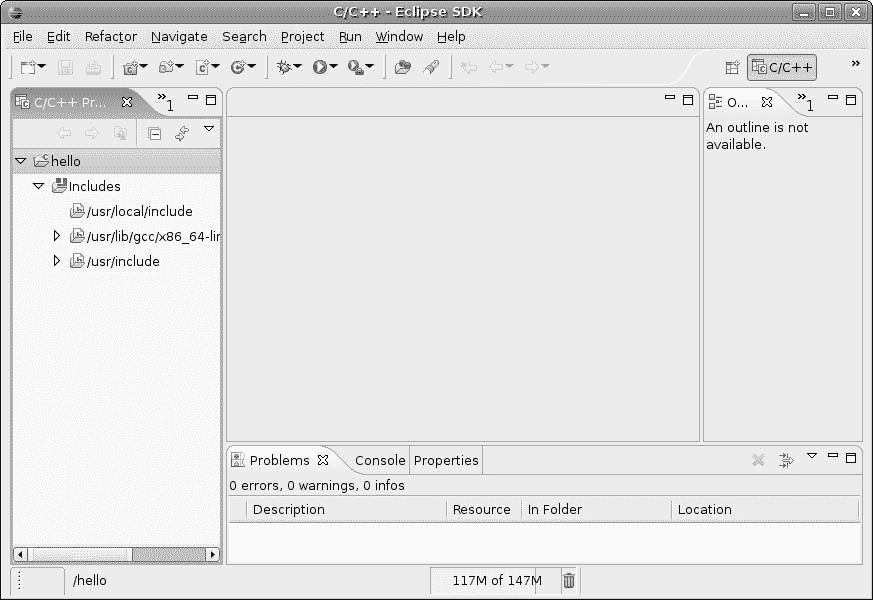 C/C++ - Eclipse SDK
File Edit Refactor Navigate Search Project Run Window Help
C/C++
»
C/C++ Pr... »1
O... »1
An outline is not
available.
hello
Includes
/usr/local/include
/usr/lib/gcc/x86_64-lin
/usr/include
Problems Console Properties
0 errors, 0 warnings, 0 infos
Description Resource In Folder Location
/hello 117M of 147M